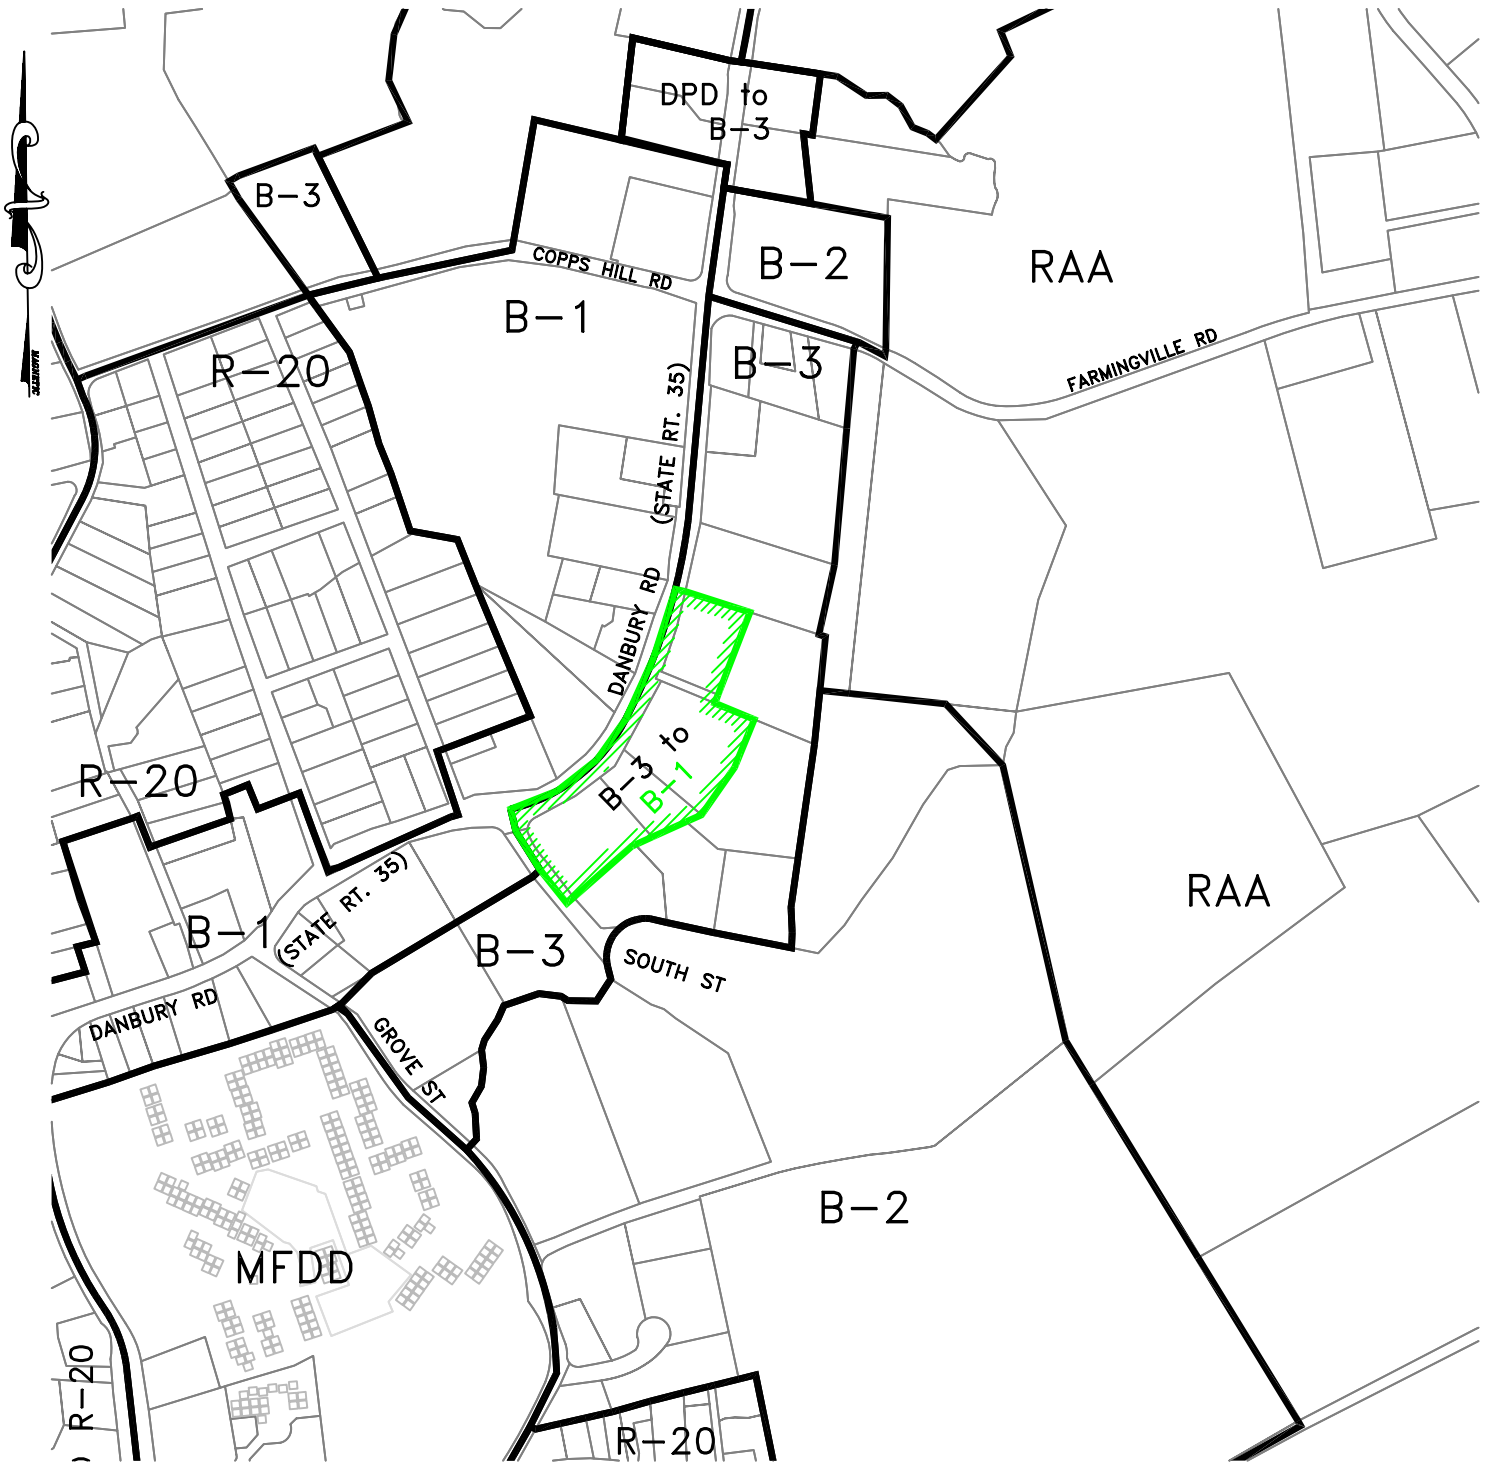 DPD to
B-3
B-3
COPPS HILL RD
B-2
RAA
B-1
R-20
B-3
FARMINGVILLE RD
(STATE RT. 35)
MAGNETIC
DANBURY RD
R-20
B-3 to
B-1
RAA
B-1
(STATE RT. 35)
B-3
SOUTH ST
DANBURY RD
GROVE ST
B-2
MFDD
R-20
R-20
)